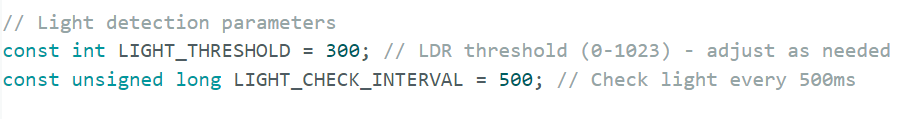 // Light detection parameters
const int LIGHT_THRESHOLD = 300; // LDR threshold (0-1023) - adjust as needed
const unsigned long LIGHT_CHECK_INTERVAL = 500; // Check light every 500ms